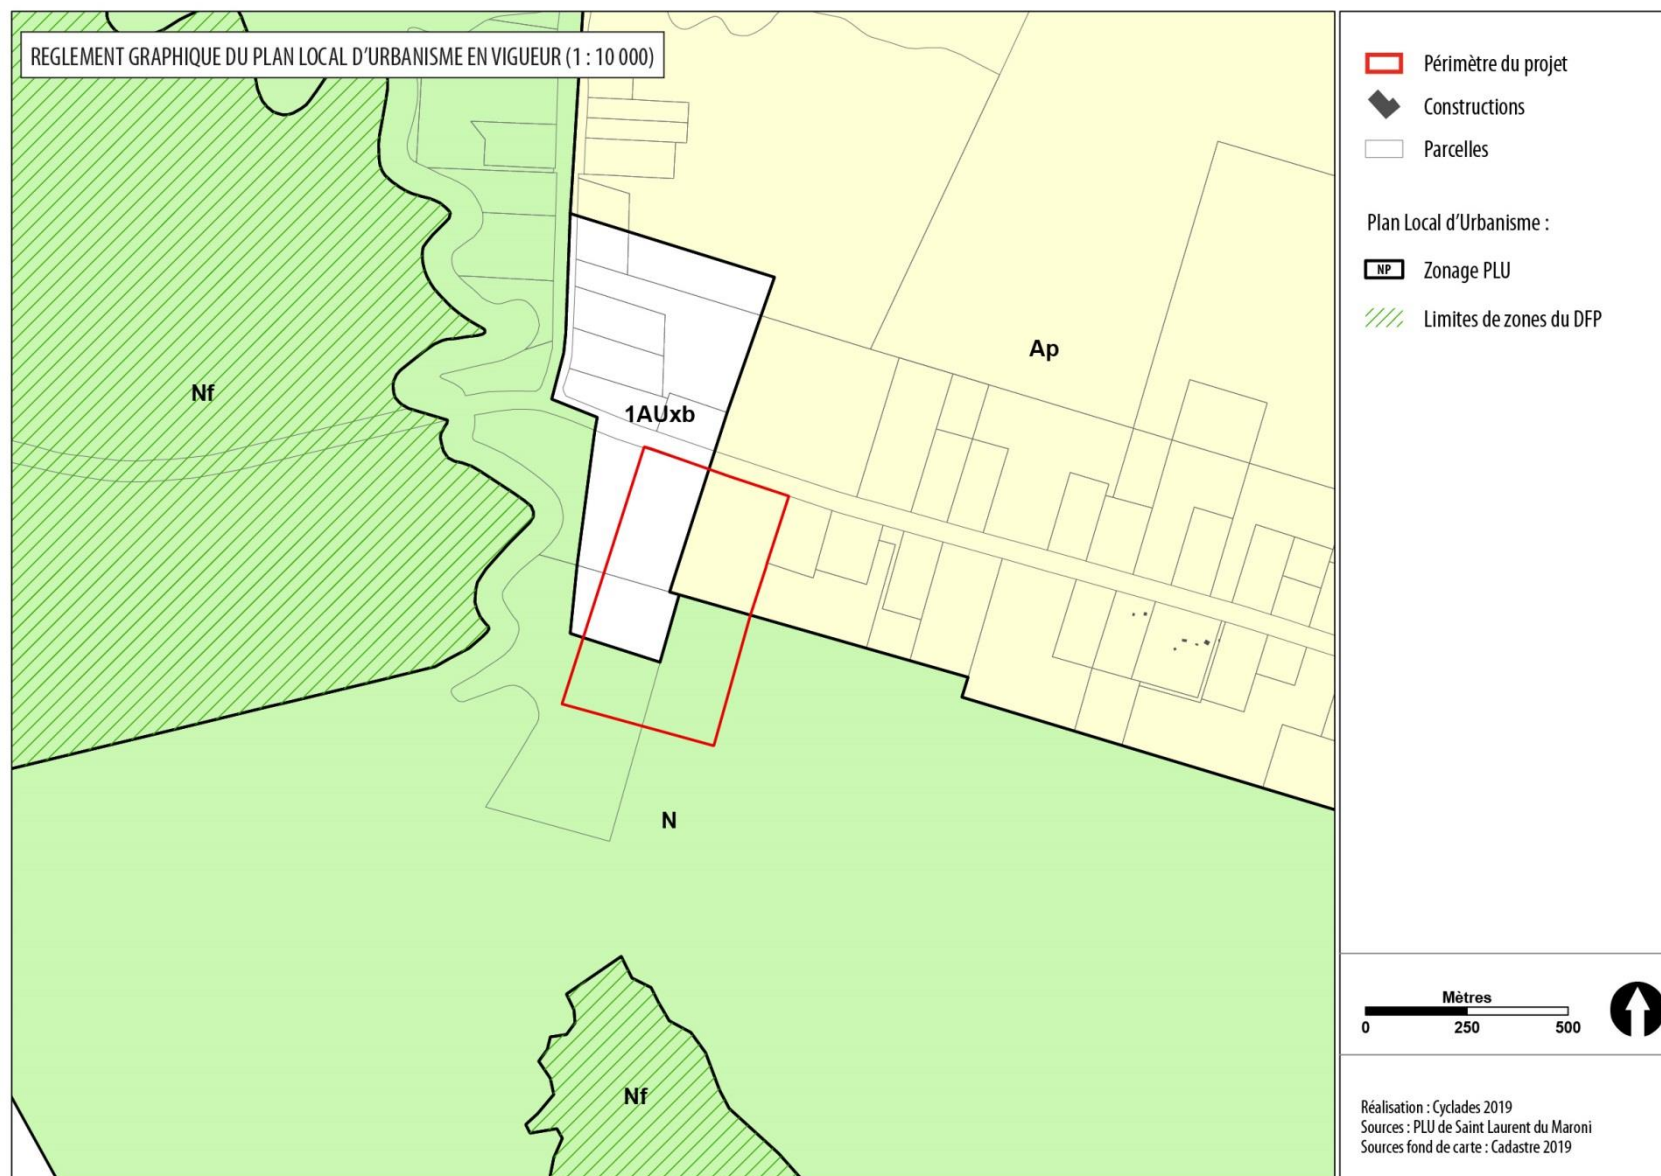 REGLEMENT GRAPHIQUE DU PLAN LOCAL D'URBANISME EN VIGUEUR (1 : 10 000)
Nf
1AUxb
Ap
N
Nf
Périmètre du projet
Constructions
Parcelles
Plan Local d'Urbanisme :
NP Zonage PLU
Limites de zones du DFP
Mètres
0 250 500
Réalisation : Cyclades 2019
Sources : PLU de Saint Laurent du Maroni
Sources fond de carte : Cadastre 2019